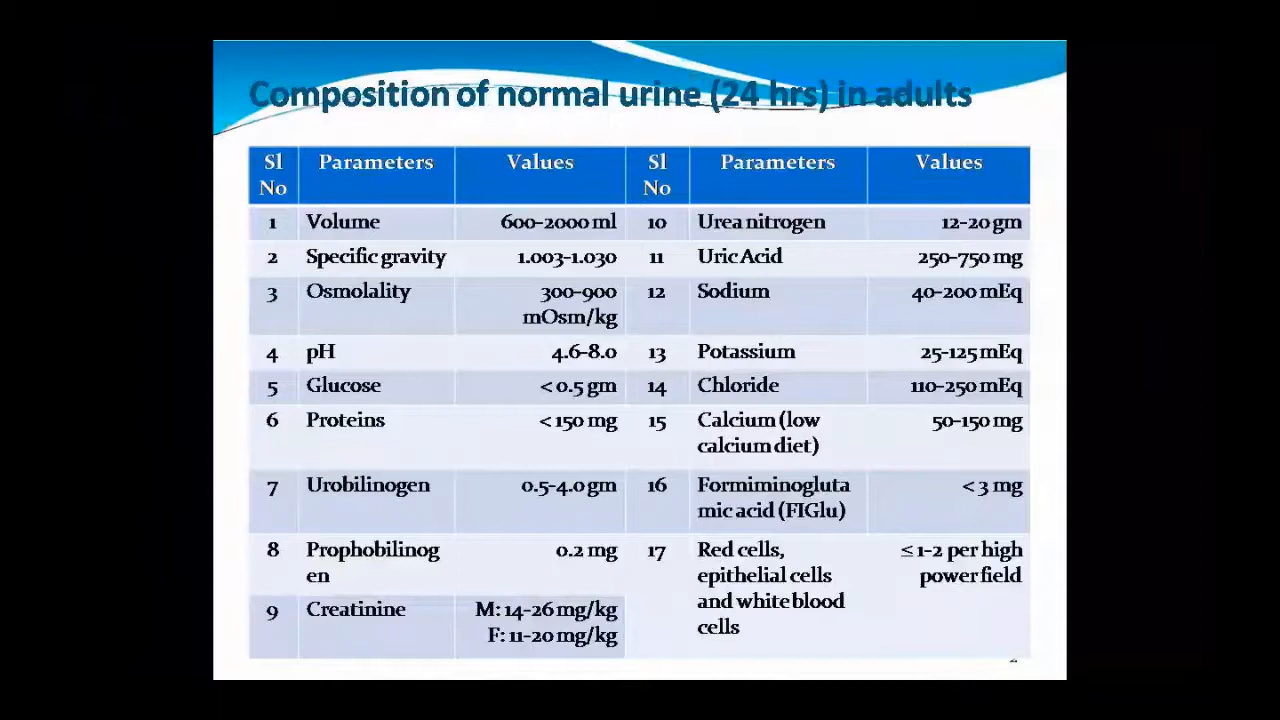 Composition of normal urine (24 hrs) in adults
Sl No Parameters Values Sl No Parameters Values
1 Volume 600-2000 ml 10 Urea nitrogen 12-20 gm
2 Specific gravity 1.003-1.030 11 Uric Acid 250-750 mg
3 Osmolality 300-900 mOsm/kg 12 Sodium 40-200 mEq
4 pH 4.6-8.0 13 Potassium 25-125 mEq
5 Glucose < 0.5 gm 14 Chloride 110-250 mEq
6 Proteins < 150 mg 15 Calcium (low calcium diet) 50-150 mg
7 Urobilinogen 0.5-4.0 gm 16 Formiminogluta mic acid (FIGlu) < 3 mg
8 Prophobilinog en 0.2 mg 17 Red cells, epithelial cells and white blood cells ≤ 1-2 per high power field
9 Creatinine M: 14-26 mg/kg F: 11-20 mg/kg